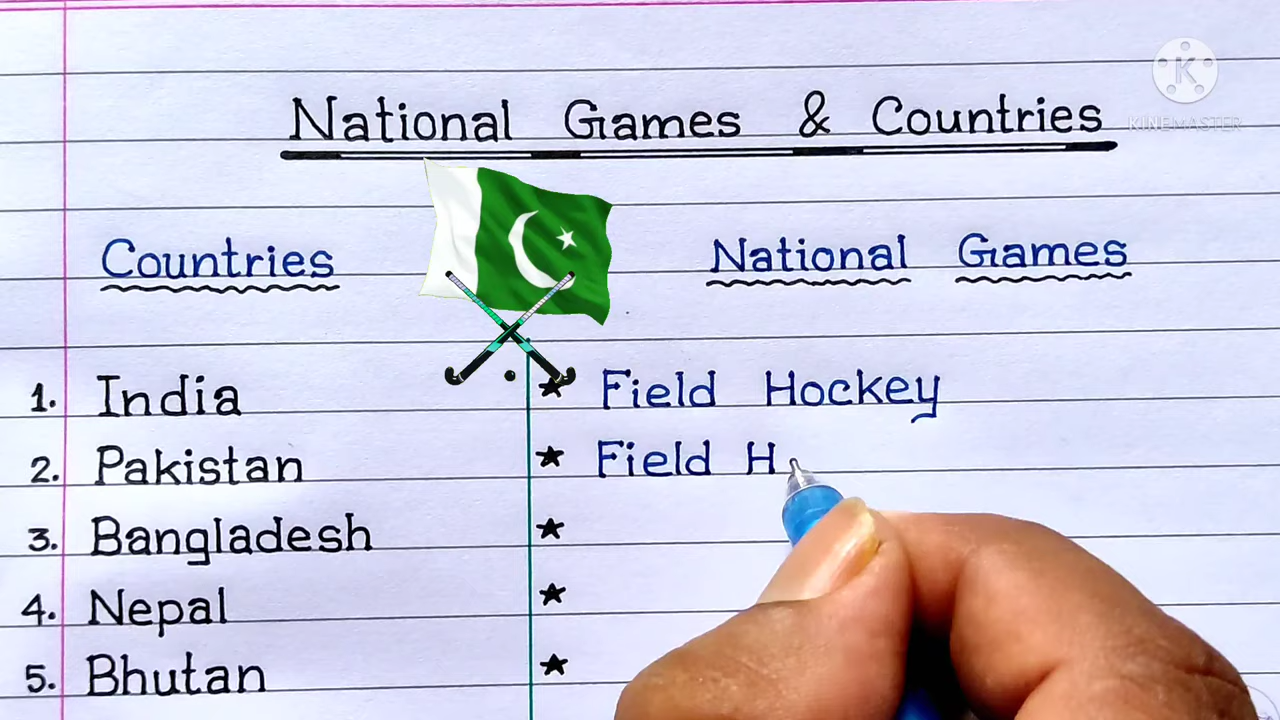 National Games & Countries
KINEMASTER
Countries
National Games
1. India ★ Field Hockey
2. Pakistan ★ Field H
3. Bangladesh ★
4. Nepal ★
5. Bhutan ★